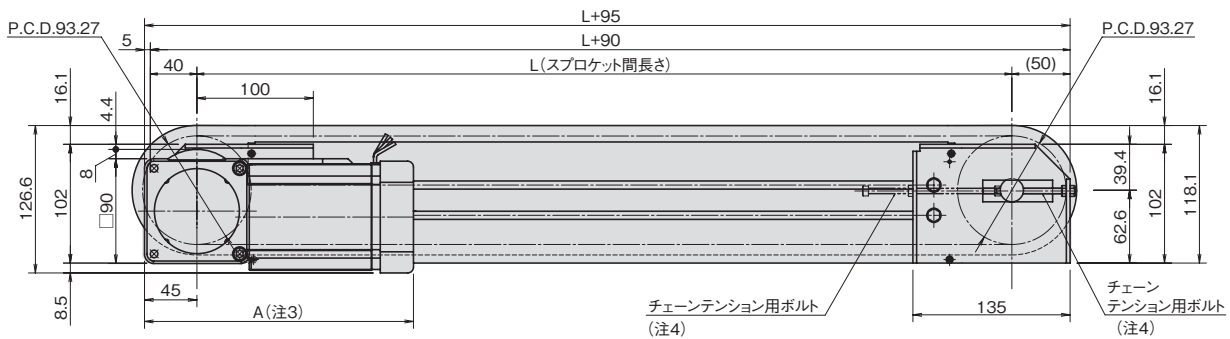 L+95
P.C.D.93.27
P.C.D.93.27
5
L+90
40
L(スプロケット間長さ)
(50)
16.1
100
16.1
4.4
8
126.6
102
□90
39.4
62.6
102
118.1
8.5
45
A(注3)
チェーンテンション用ボルト
(注4)
135
チェーン
テンション用ボルト
(注4)